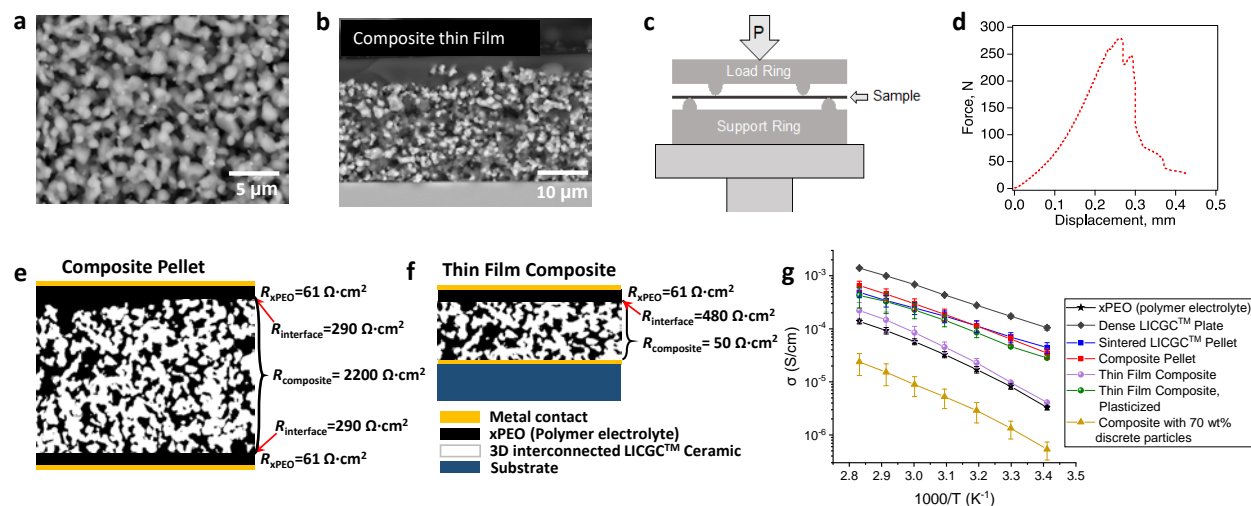 a
5 µm
b
Composite thin Film
10 µm
c
P
Load Ring
Sample
Support Ring
d
Force, N
300
250
200
150
100
50
0
0.0 0.1 0.2 0.3 0.4 0.5
Displacement, mm
e
Composite Pellet
RxPEO=61 Ω·cm²
Rinterface=290 Ω·cm²
Rcomposite= 2200 Ω·cm²
Rinterface=290 Ω·cm²
RxPEO=61 Ω·cm²
f
Thin Film Composite
RxPEO=61 Ω·cm²
Rinterface=480 Ω·cm²
Rcomposite= 50 Ω·cm²
Metal contact
xPEO (Polymer electrolyte)
3D interconnected LICGC™ Ceramic
Substrate
g
σ (S/cm)
10⁻³
10⁻⁴
10⁻⁵
10⁻⁶
2.8 2.9 3.0 3.1 3.2 3.3 3.4 3.5
1000/T (K⁻¹)
xPEO (polymer electrolyte)
Dense LICGC™ Plate
Sintered LICGC™ Pellet
Composite Pellet
Thin Film Composite
Thin Film Composite,
Plasticized
Composite with 70 wt%
discrete particles